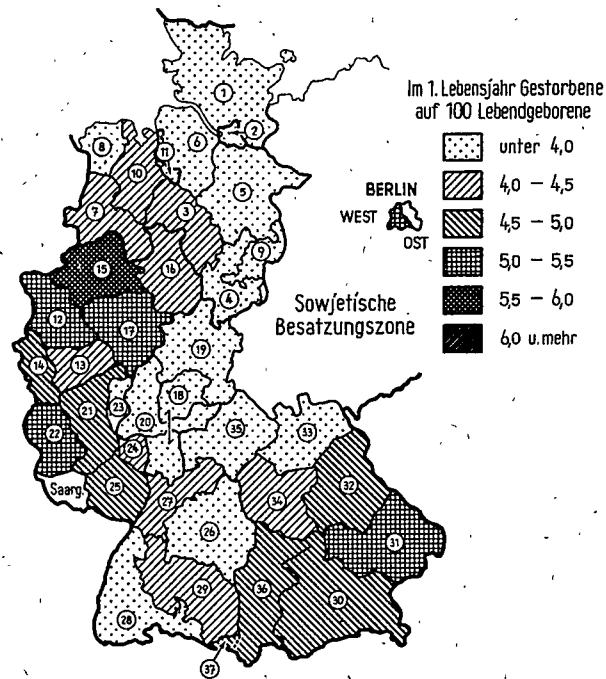 Im 1. Lebensjahr Gestorbene
auf 100 Lebendgeborene
unter 4,0
4,0 – 4,5
4,5 – 5,0
5,0 – 5,5
5,5 – 6,0
6,0 u. mehr
BERLIN
WEST
OST
Sowjetische
Besatzungszone
Saarg.
1
2
6
11
8
10
5
7
3
9
15
16
4
12
17
19
14
13
18
21
23
20
22
24
35
33
25
27
34
32
26
31
29
36
30
28
37